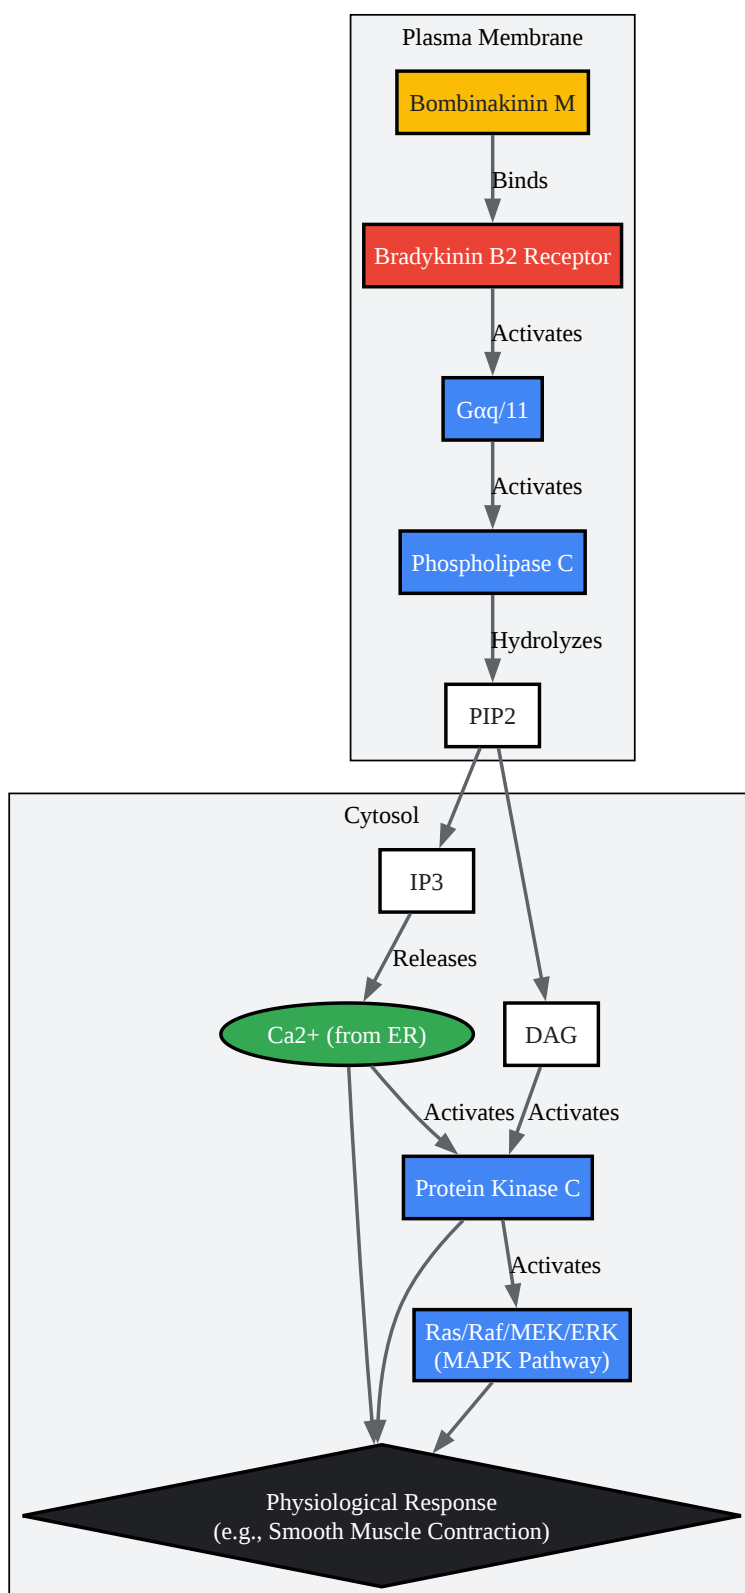 Plasma Membrane
Bombinakinin M
Binds
Bradykinin B2 Receptor
Activates
Gαq/11
Activates
Phospholipase C
Hydrolyzes
PIP2
Cytosol
IP3
Releases
Ca2+ (from ER)
DAG
Activates
Activates
Protein Kinase C
Activates
Ras/Raf/MEK/ERK
(MAPK Pathway)
Physiological Response
(e.g., Smooth Muscle Contraction)